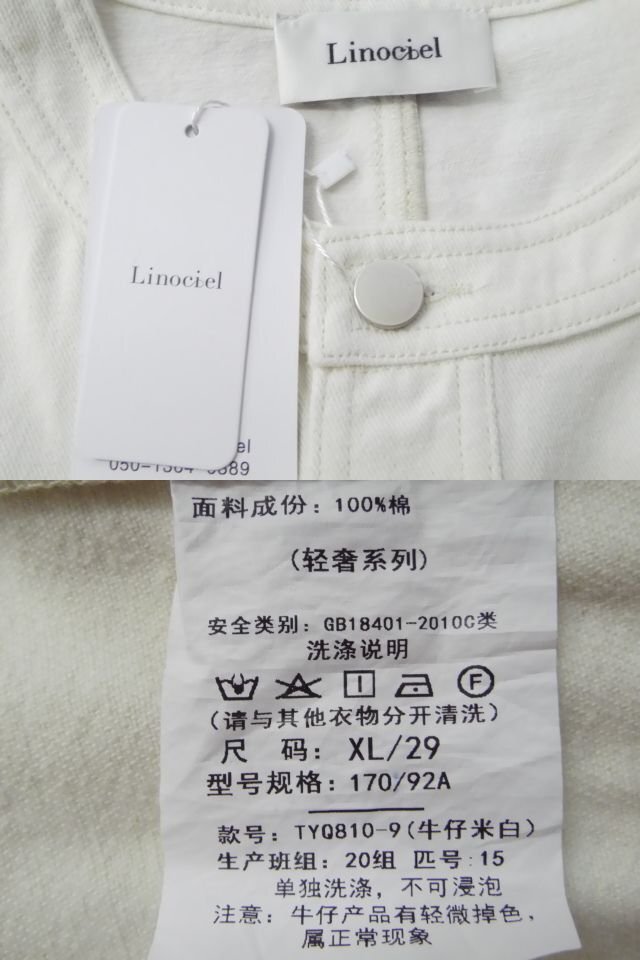 Linociel
Linociel
el
面料成份：100%棉
(轻奢系列)
安全类别：GB18401-2010C类
洗涤说明
F
(请与其他衣物分开清洗)
尺 码：XL/29
型号规格：170/92A
款号：TYQ810-9(牛仔米白)
生产班组：20组 匹号：15
单独洗涤，不可浸泡
注意：牛仔产品有轻微掉色，
属正常现象